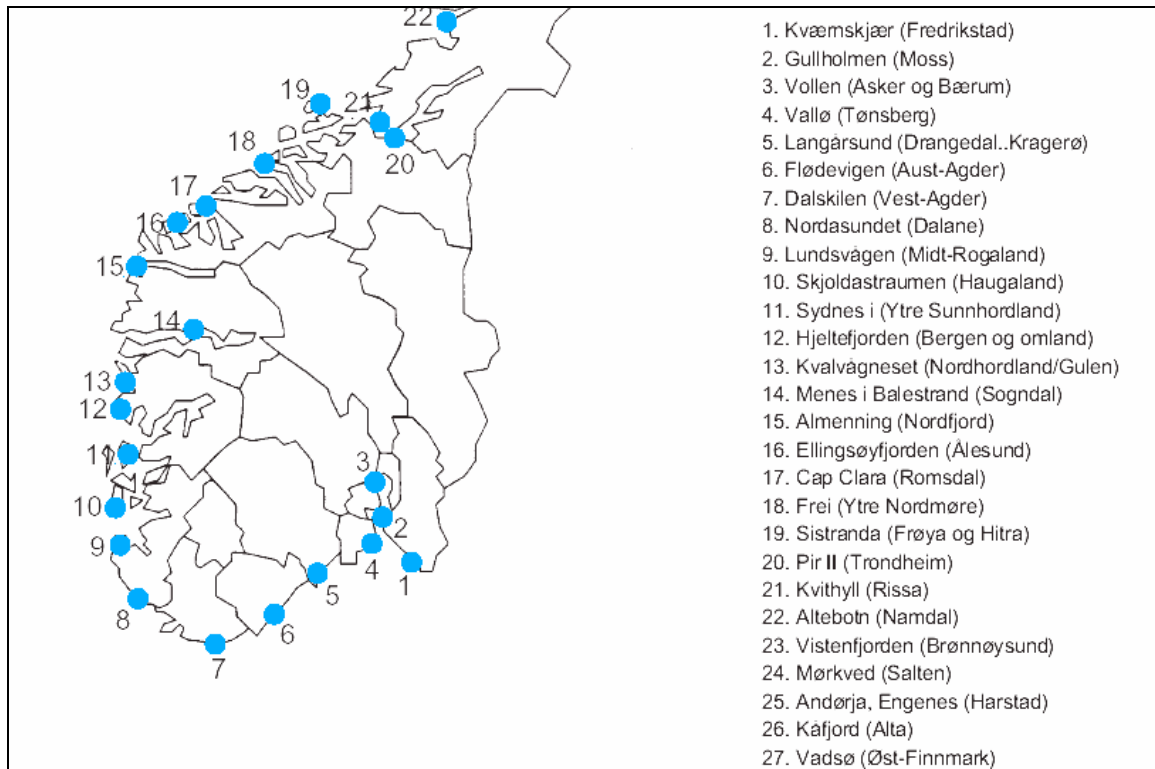 22
19
21
18
20
17
16
15
14
13
12
11
10
9
8
7
6
5
4
3
2
1
1. Kværnskjær (Fredrikstad)
2. Gullholmen (Moss)
3. Vollen (Asker og Bærum)
4. Vallø (Tønsberg)
5. Langårsund (Drangedal..Kragerø)
6. Flødevigen (Aust-Agder)
7. Dalskilen (Vest-Agder)
8. Nordasundet (Dalane)
9. Lundsvågen (Midt-Rogaland)
10. Skjoldastraumen (Haugaland)
11. Sydnes i (Ytre Sunnhordland)
12. Hjeltefjorden (Bergen og omland)
13. Kvalvågneset (Nordhordland/Gulen)
14. Menes i Balestrand (Sogndal)
15. Almenning (Nordfjord)
16. Ellingsøyfjorden (Ålesund)
17. Cap Clara (Romsdal)
18. Frei (Ytre Nordmøre)
19. Sistranda (Frøya og Hitra)
20. Pir II (Trondheim)
21. Kvithyll (Rissa)
22. Altebotn (Namdal)
23. Vistenfjorden (Brønnøysund)
24. Mørkved (Salten)
25. Andørja, Engenes (Harstad)
26. Kåfjord (Alta)
27. Vadsø (Øst-Finnmark)